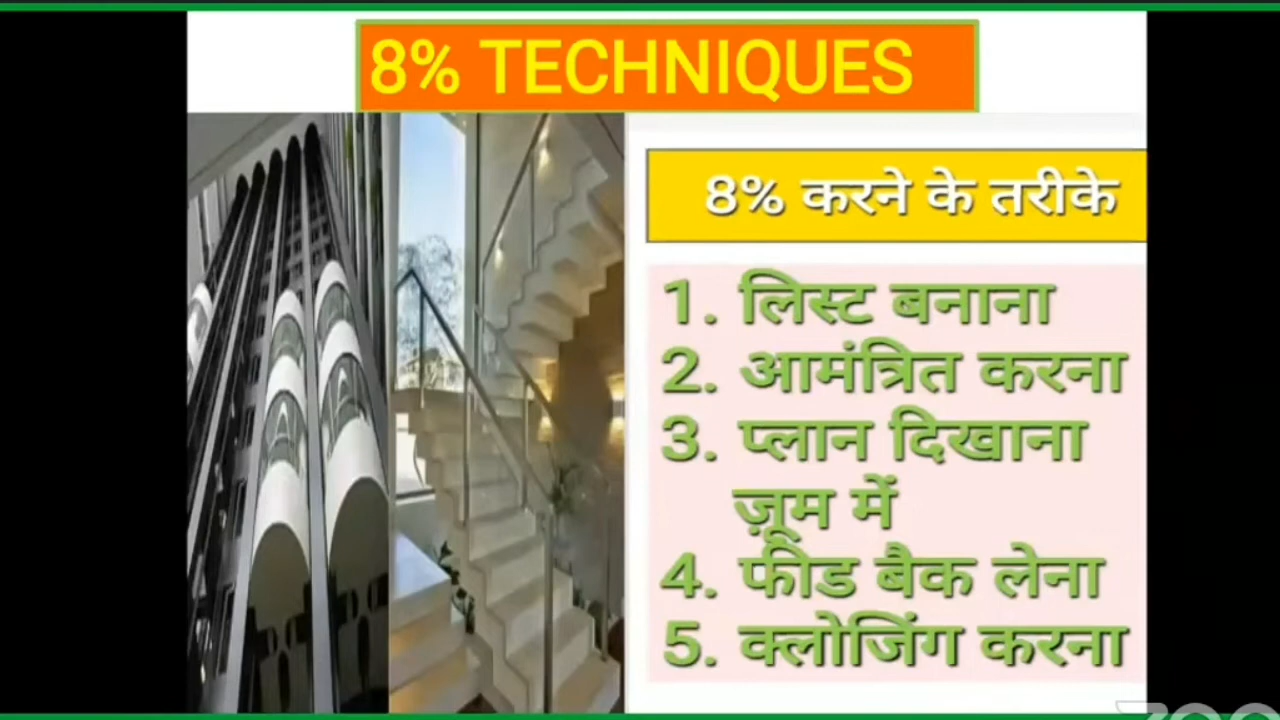 8% TECHNIQUES
8% करने के तरीके
1. लिस्ट बनाना
2. आमंत्रित करना
3. प्लान दिखाना
ज़ूम में
4. फीड बैक लेना
5. क्लोजिंग करना